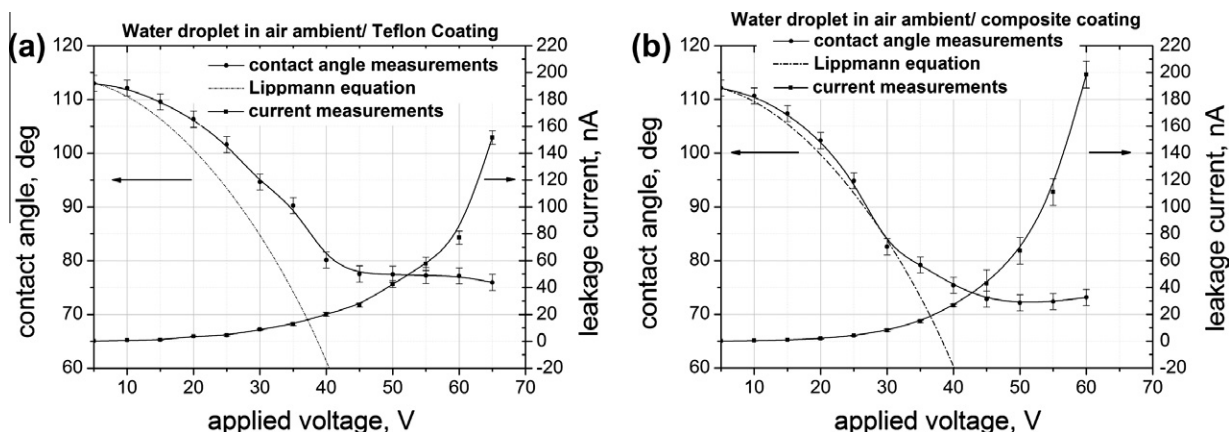 (a)
Water droplet in air ambient/ Teflon Coating
contact angle measurements
Lippmann equation
current measurements
120
110
100
90
80
70
60
contact angle, deg
220
200
180
160
140
120
100
80
60
40
20
0
-20
leakage current, nA
10 20 30 40 50 60 70
applied voltage, V
(b)
Water droplet in air ambient/ composite coating
contact angle measurements
Lippmann equation
current measurements
120
110
100
90
80
70
60
contact angle, deg
220
200
180
160
140
120
100
80
60
40
20
0
-20
leakage current, nA
10 20 30 40 50 60 70
applied voltage, V